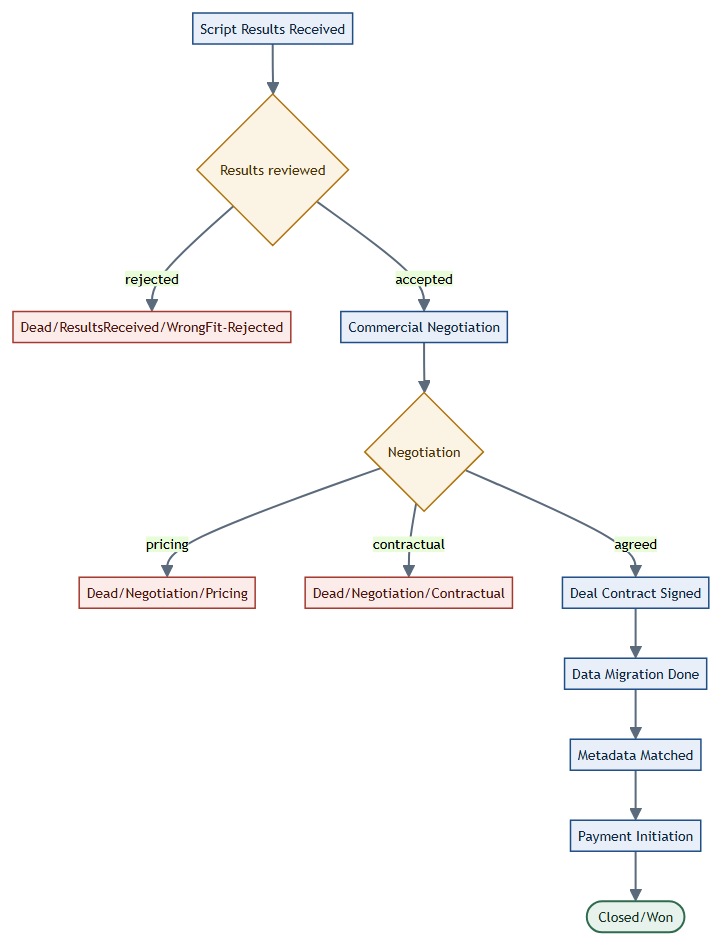 Script Results Received
Results reviewed
rejected
accepted
Dead/ResultsReceived/WrongFit-Rejected
Commercial Negotiation
Negotiation
pricing
contractual
agreed
Dead/Negotiation/Pricing
Dead/Negotiation/Contractual
Deal Contract Signed
Data Migration Done
Metadata Matched
Payment Initiation
Closed/Won